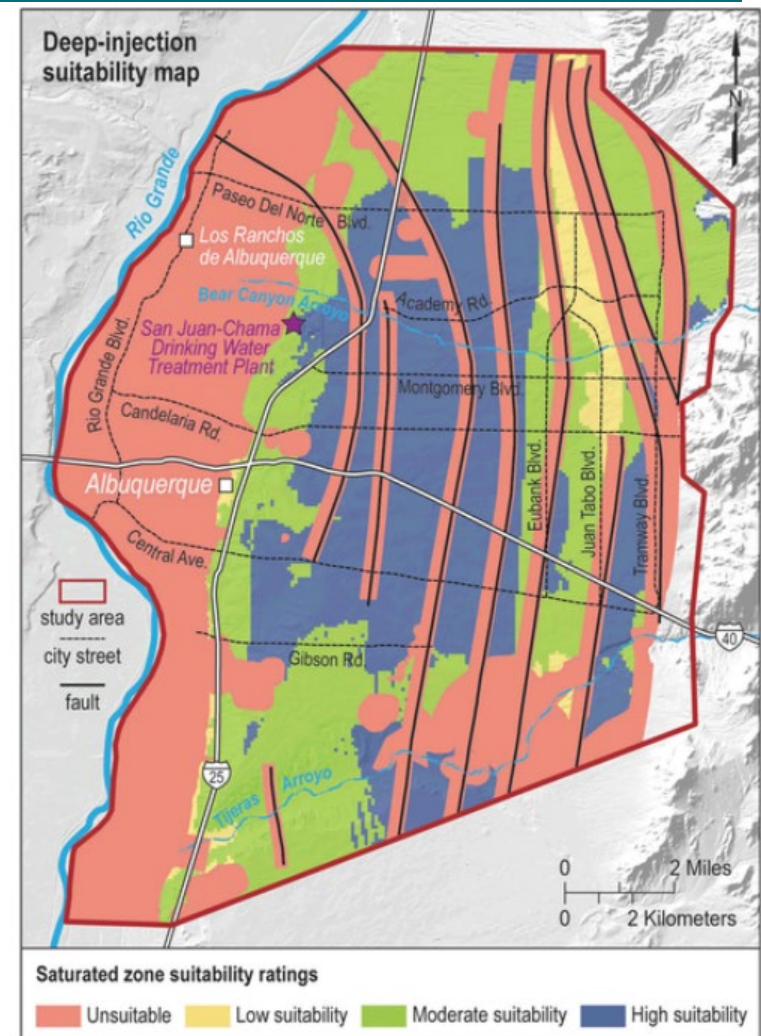 Deep-injection
suitability map
N
Rio Grande
Paseo Del Norte Blvd.
Los Ranchos
de Albuquerque
Bear Canyon Arroyo
Academy Rd.
San Juan-Chama
Drinking Water
Treatment Plant
Rio Grande Blvd.
Montgomery Blvd.
Candelaria Rd.
Albuquerque
Eubank Blvd.
Juan Tabo Blvd.
Tramway Blvd.
Central Ave.
study area
city street
fault
Gibson Rd.
40
25
Tijeras Arroyo
0 2 Miles
0 2 Kilometers
Saturated zone suitability ratings
Unsuitable Low suitability Moderate suitability High suitability